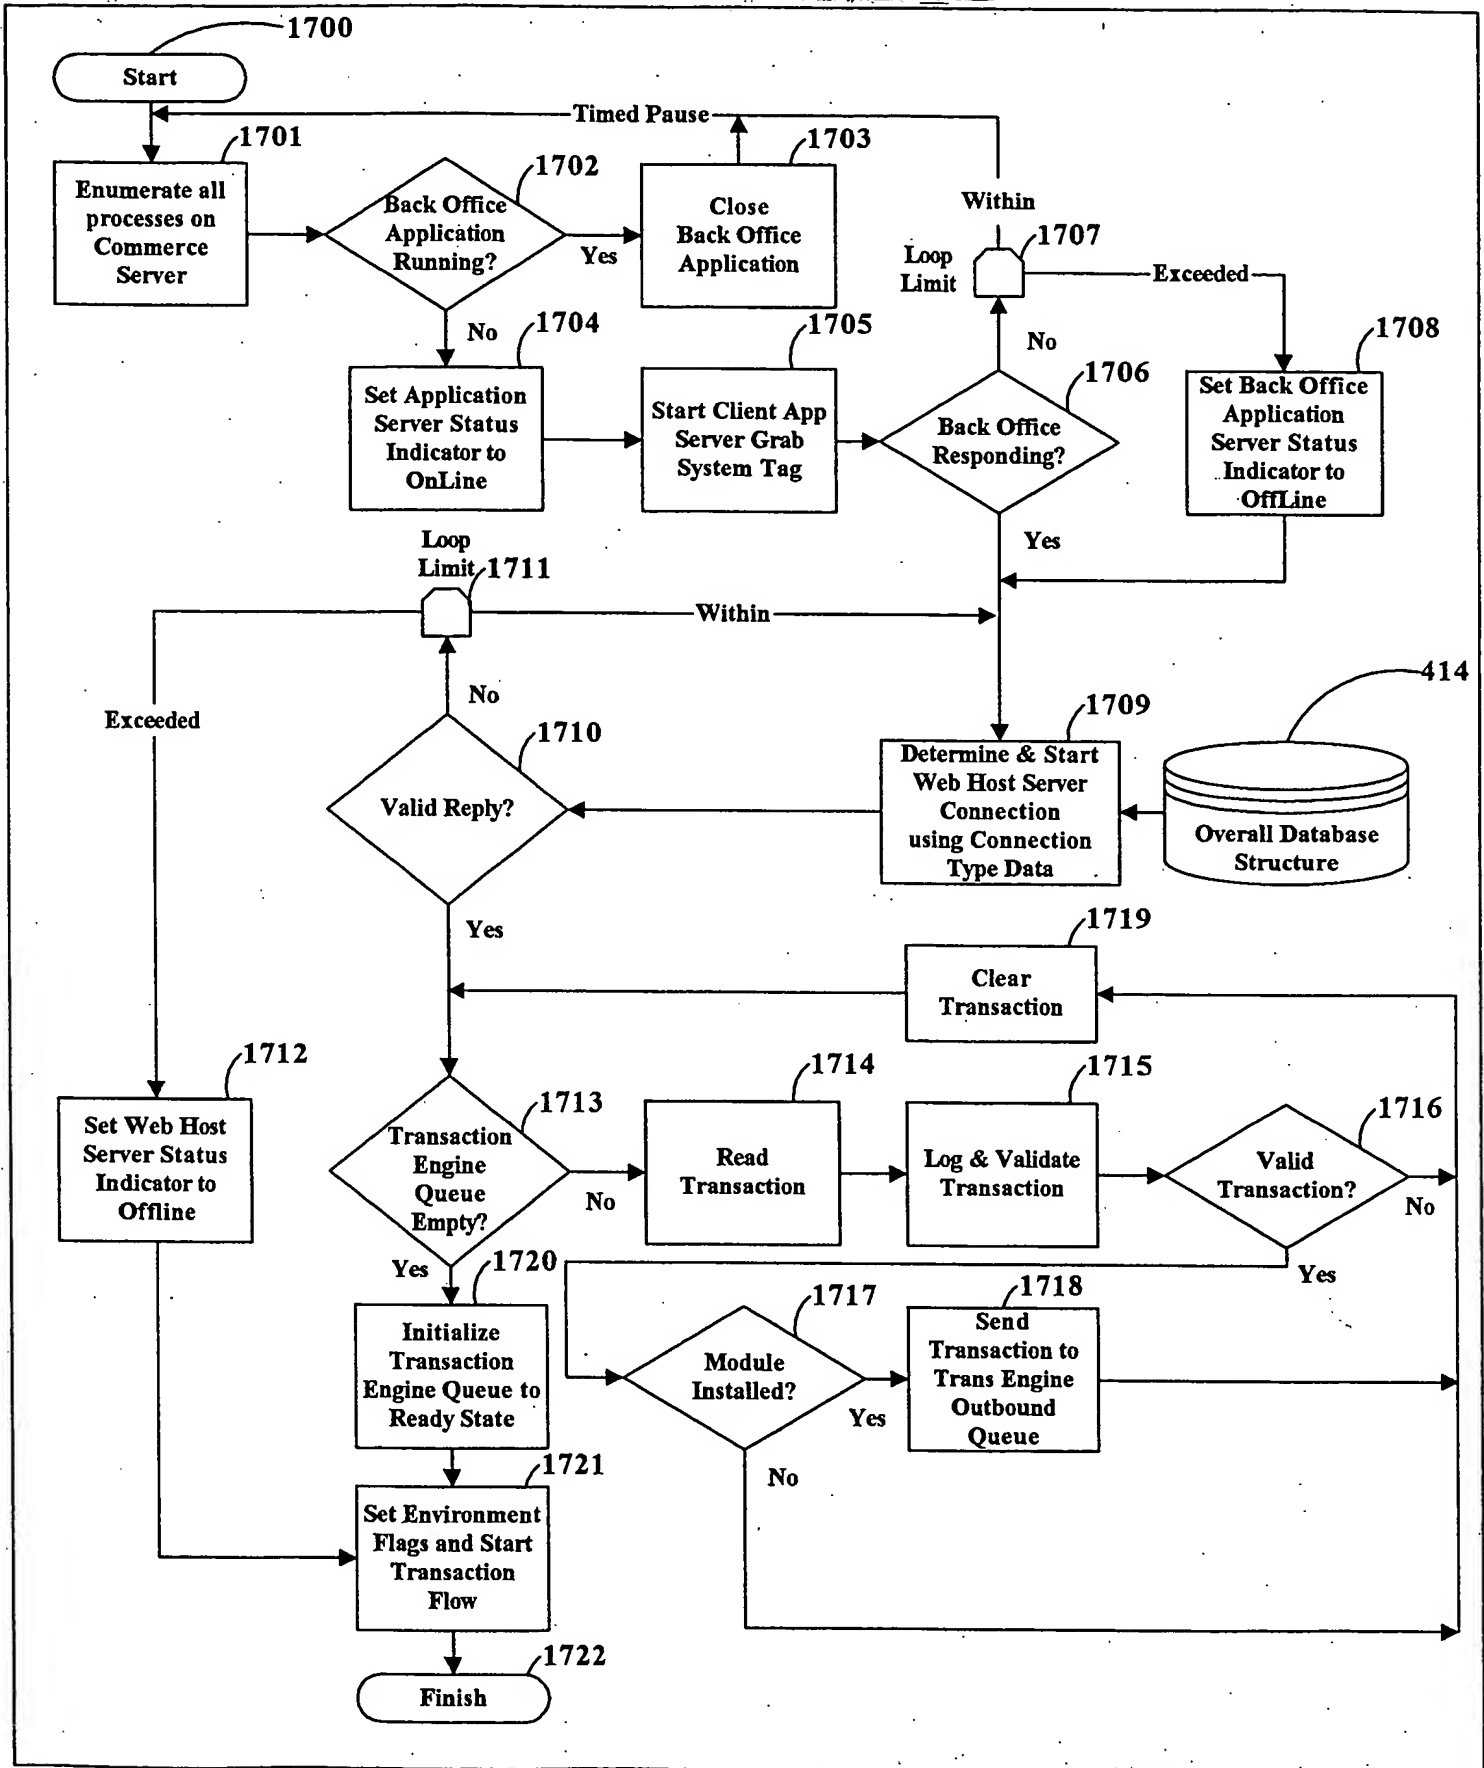 1700
Start
Timed Pause
1701
1702
1703
Enumerate all
processes on
Commerce
Server
Back Office
Application
Running?
Yes
Close
Back Office
Application
Within
Loop
Limit
1707
Exceeded
No
1704
1705
No
1706
1708
Set Application
Server Status
Indicator to
OnLine
Start Client App
Server Grab
System Tag
Back Office
Responding?
Set Back Office
Application
Server Status
Indicator to
OffLine
Yes
Loop
Limit
1711
Within
Exceeded
No
1710
Valid Reply?
1709
Determine & Start
Web Host Server
Connection
using Connection
Type Data
414
Overall Database
Structure
Yes
1719
Clear
Transaction
1712
Set Web Host
Server Status
Indicator to
Offline
1713
Transaction
Engine
Queue
Empty?
No
1714
Read
Transaction
1715
Log & Validate
Transaction
1716
Valid
Transaction?
No
Yes
Yes
1720
Initialize
Transaction
Engine Queue to
Ready State
1717
Module
Installed?
Yes
1718
Send
Transaction to
Trans Engine
Outbound
Queue
No
1721
Set Environment
Flags and Start
Transaction
Flow
1722
Finish